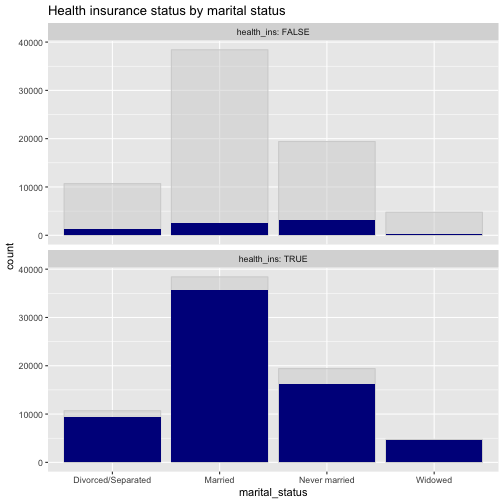 Health insurance status by marital status
health_ins: FALSE
40000
30000
20000
10000
0
health_ins: TRUE
40000
30000
20000
10000
0
count
Divorced/Separated Married Never married Widowed
marital_status